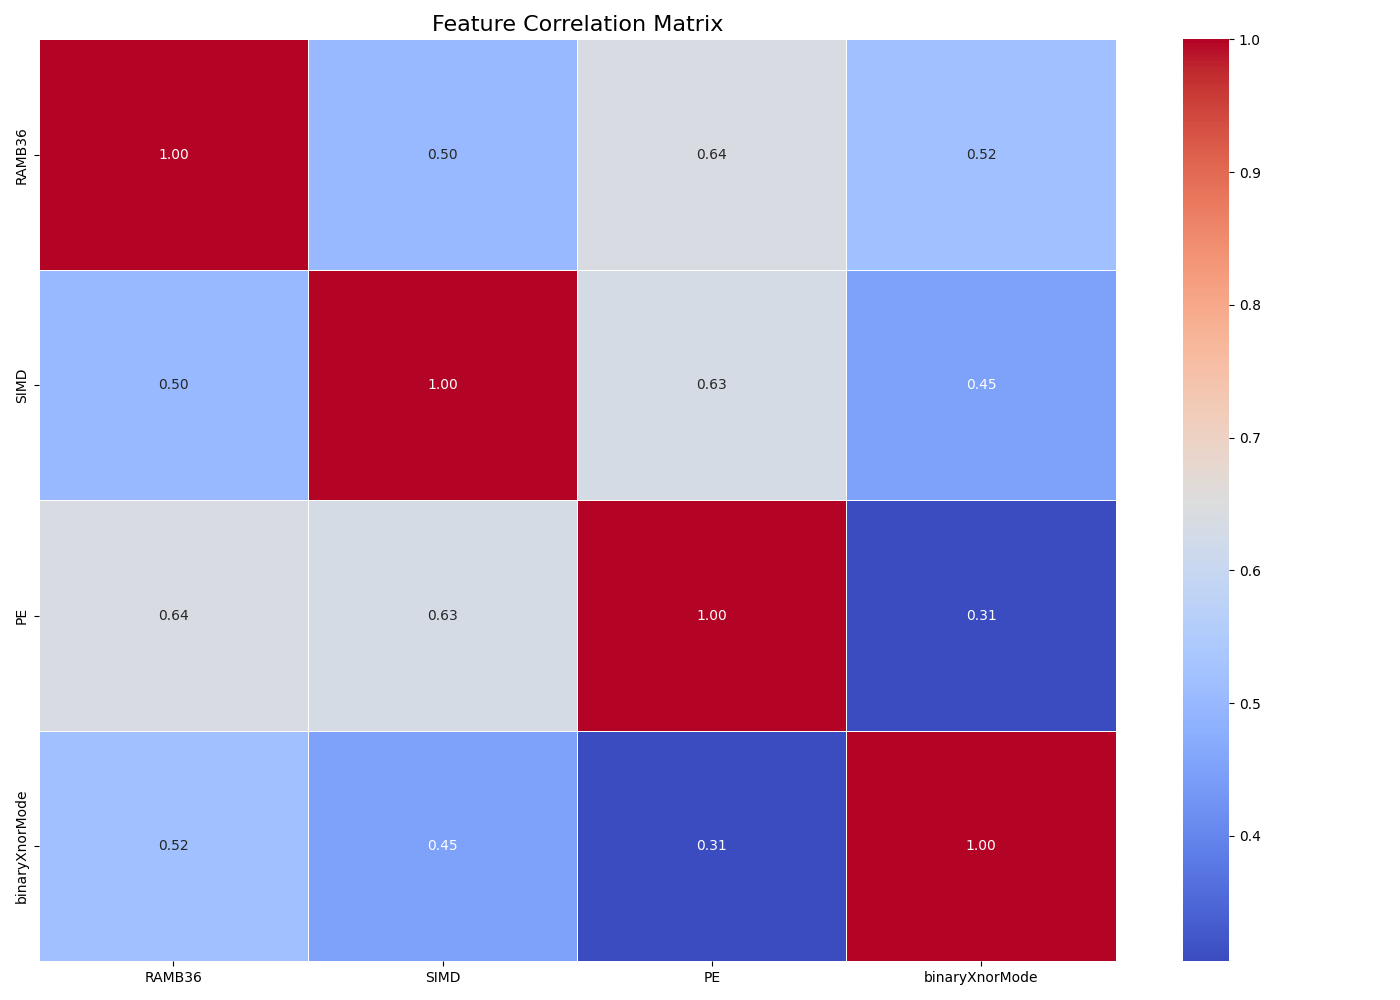 Feature Correlation Matrix
RAMB36 1.00 0.50 0.64 0.52
SIMD 0.50 1.00 0.63 0.45
PE 0.64 0.63 1.00 0.31
binaryXnorMode 0.52 0.45 0.31 1.00
RAMB36 SIMD PE binaryXnorMode
1.0
0.9
0.8
0.7
0.6
0.5
0.4